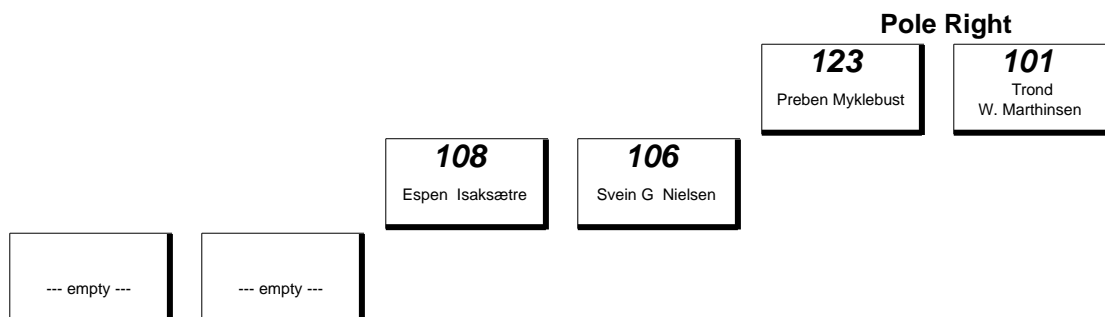 Pole Right
123
Preben Myklebust
101
Trond
W. Marthinsen
108
Espen Isaksætre
106
Svein G Nielsen
--- empty ---
--- empty ---